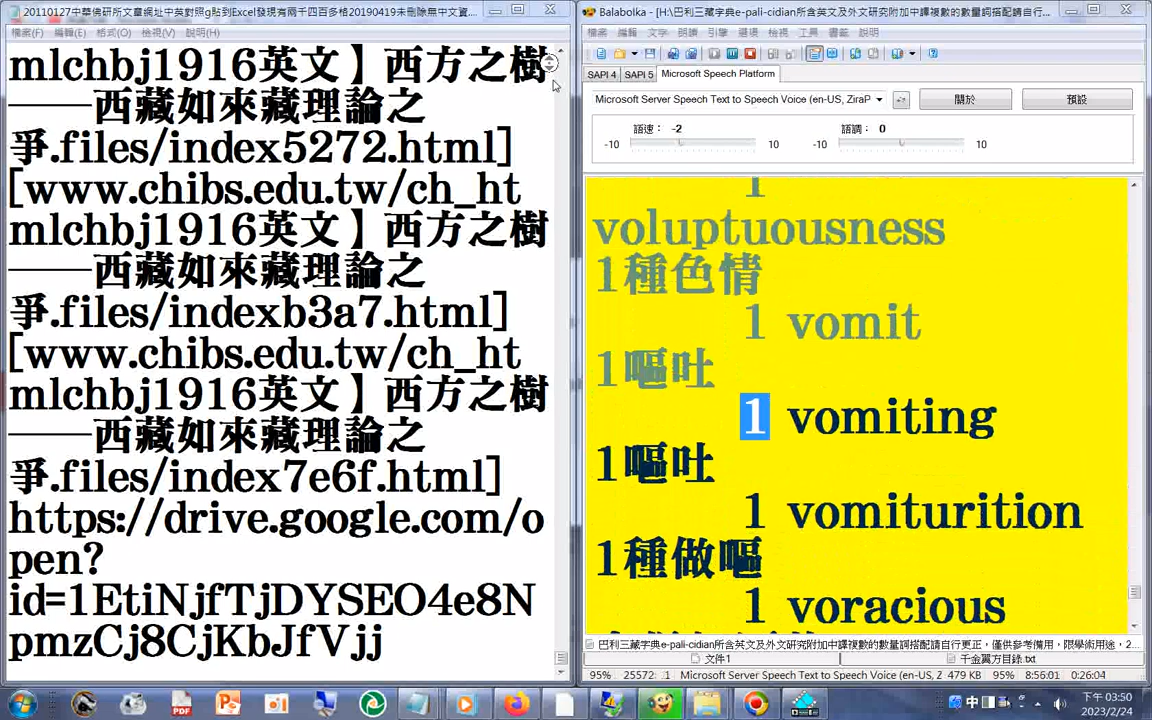 20110127中華佛研所文章網址中英對照g貼到Excel發現有兩千四百多格20190419未刪除無中文資...
檔案(F) 編輯(E) 格式(O) 檢視(V) 說明(H)
mlchbj1916英文】西方之樹
——西藏如來藏理論之
爭.files/index5272.html]
[www.chibs.edu.tw/ch_ht
mlchbj1916英文】西方之樹
——西藏如來藏理論之
爭.files/indexb3a7.html]
[www.chibs.edu.tw/ch_ht
mlchbj1916英文】西方之樹
——西藏如來藏理論之
爭.files/index7e6f.html]
https://drive.google.com/o
pen?
id=1EtiNjfTjDYSEO4e8N
pmzCj8CjKbJfVjj
Balabolka - [H:\巴利三藏字典e-pali-cidian所含英文及外文研究附加中譯複數的數量詞搭配請自行...
檔案 編輯 文字 朗讀 引擎 選項 檢視 工具 書籤 說明
SAPI 4 SAPI 5 Microsoft Speech Platform
Microsoft Server Speech Text to Speech Voice (en-US, ZiraP
關於 預設
語速： -2 語調： 0
-10 10 -10 10
1
voluptuousness
1種色情
1 vomit
1嘔吐
1 vomiting
1嘔吐
1 vomiturition
1種做嘔
1 voracious
巴利三藏字典e-pali-cidian所含英文及外文研究附加中譯複數的數量詞搭配請自行更正，僅供參考備用，限學術用途，2...
文件1 千金翼方目錄.txt
95% 25572: :1 Microsoft Server Speech Text to Speech Voice (en-US, Z 479 KB 95% 8:56:01 0:26:04
下午 03:50
2023/2/24